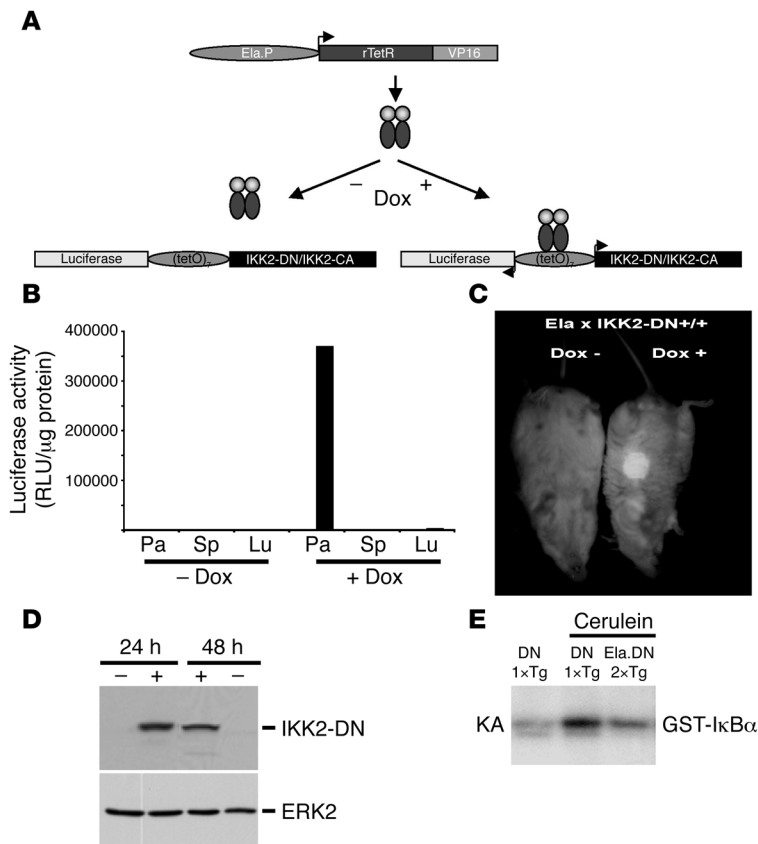 A
Ela.P rTetR VP16
– Dox +
Luciferase (tetO)7 IKK2-DN/IKK2-CA
Luciferase (tetO)7 IKK2-DN/IKK2-CA
B
Luciferase activity
(RLU/μg protein)
400000
300000
200000
100000
Pa Sp Lu Pa Sp Lu
– Dox + Dox
C
Ela x IKK2-DN+/+
Dox - Dox +
D
24 h 48 h
– + + –
IKK2-DN
ERK2
E
Cerulein
DN DN Ela.DN
1×Tg 1×Tg 2×Tg
KA GST-IκBα